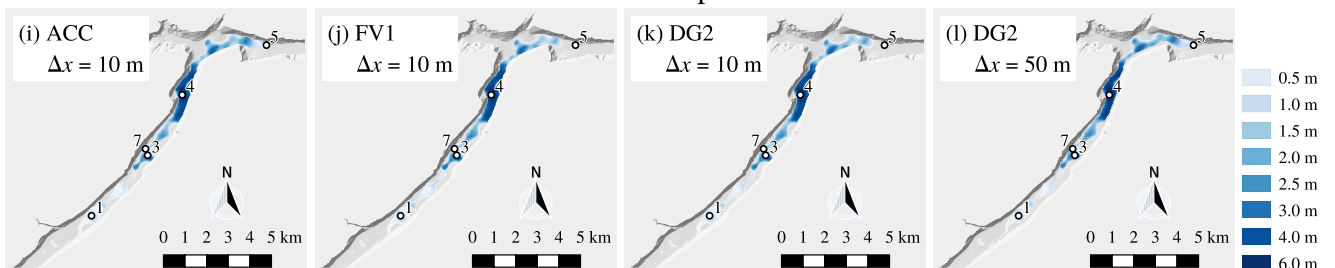 (i) ACC
Δx = 10 m
5
4
7
3
1
N
0 1 2 3 4 5 km
(j) FV1
Δx = 10 m
5
4
7
3
1
N
0 1 2 3 4 5 km
(k) DG2
Δx = 10 m
5
4
7
3
1
N
0 1 2 3 4 5 km
(l) DG2
Δx = 50 m
5
4
7
3
1
N
0 1 2 3 4 5 km
0.5 m
1.0 m
1.5 m
2.0 m
2.5 m
3.0 m
4.0 m
6.0 m